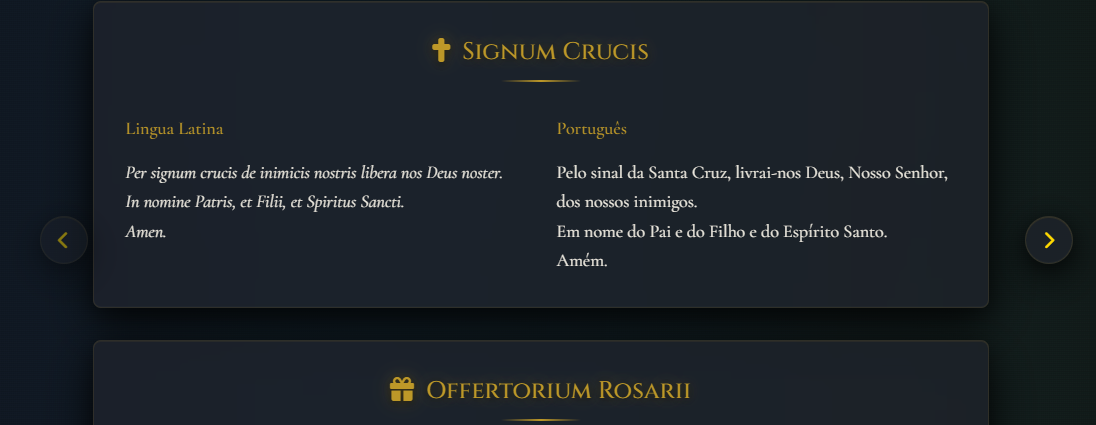 Signum Crucis
Lingua Latina
Per signum crucis de inimicis nostris libera nos Deus noster.
In nomine Patris, et Filii, et Spiritus Sancti.
Amen.
Português
Pelo sinal da Santa Cruz, livrai-nos Deus, Nosso Senhor,
dos nossos inimigos.
Em nome do Pai e do Filho e do Espírito Santo.
Amém.
Offertorium Rosarii